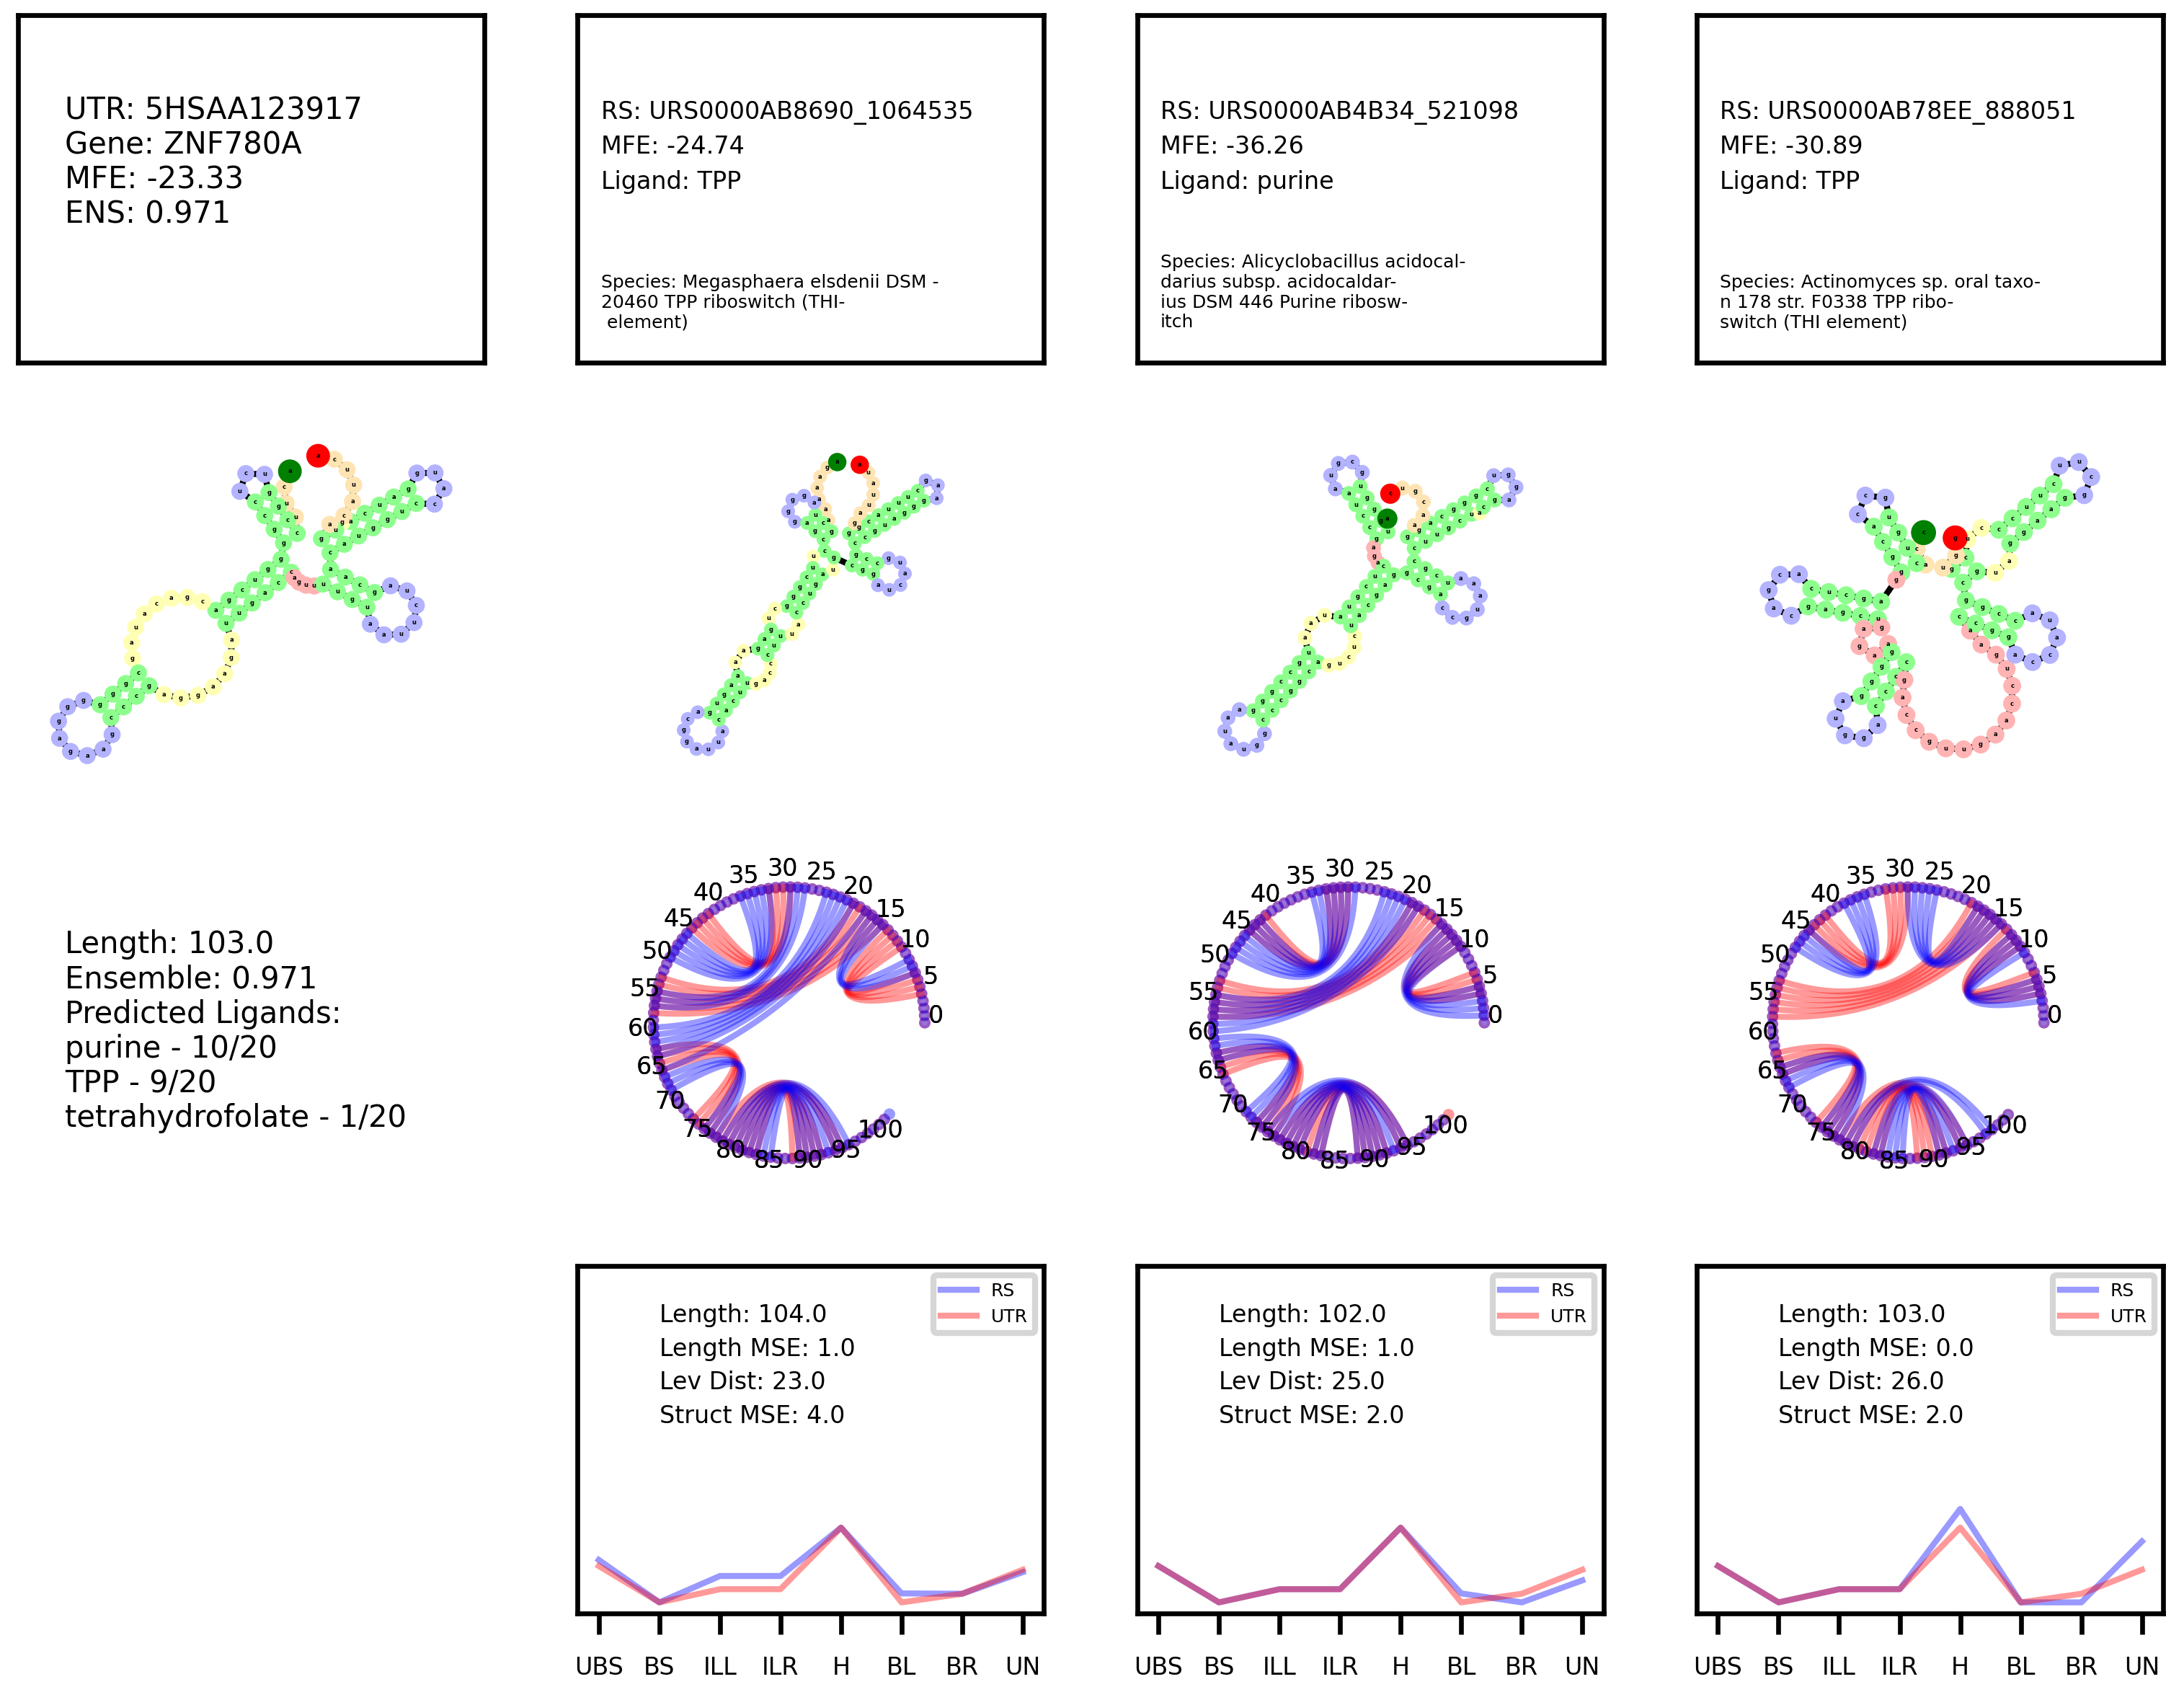 UTR: 5HSAA123917
Gene: ZNF780A
MFE: -23.33
ENS: 0.971
RS: URS0000AB8690_1064535
MFE: -24.74
Ligand: TPP
Species: Megasphaera elsdenii DSM -
20460 TPP riboswitch (THI-
element)
RS: URS0000AB4B34_521098
MFE: -36.26
Ligand: purine
Species: Alicyclobacillus acidocal-
darius subsp. acidocaldar-
ius DSM 446 Purine ribosw-
itch
RS: URS0000AB78EE_888051
MFE: -30.89
Ligand: TPP
Species: Actinomyces sp. oral taxo-
n 178 str. F0338 TPP ribo-
switch (THI element)
Length: 103.0
Ensemble: 0.971
Predicted Ligands:
purine - 10/20
TPP - 9/20
tetrahydrofolate - 1/20
0 5 10 15 20 25 30 35 40 45 50 55 60 65 70 75 80 85 90 95 100
0 5 10 15 20 25 30 35 40 45 50 55 60 65 70 75 80 85 90 95 100
0 5 10 15 20 25 30 35 40 45 50 55 60 65 70 75 80 85 90 95 100
RS
UTR
Length: 104.0
Length MSE: 1.0
Lev Dist: 23.0
Struct MSE: 4.0
UBS BS ILL ILR H BL BR UN
RS
UTR
Length: 102.0
Length MSE: 1.0
Lev Dist: 25.0
Struct MSE: 2.0
UBS BS ILL ILR H BL BR UN
RS
UTR
Length: 103.0
Length MSE: 0.0
Lev Dist: 26.0
Struct MSE: 2.0
UBS BS ILL ILR H BL BR UN